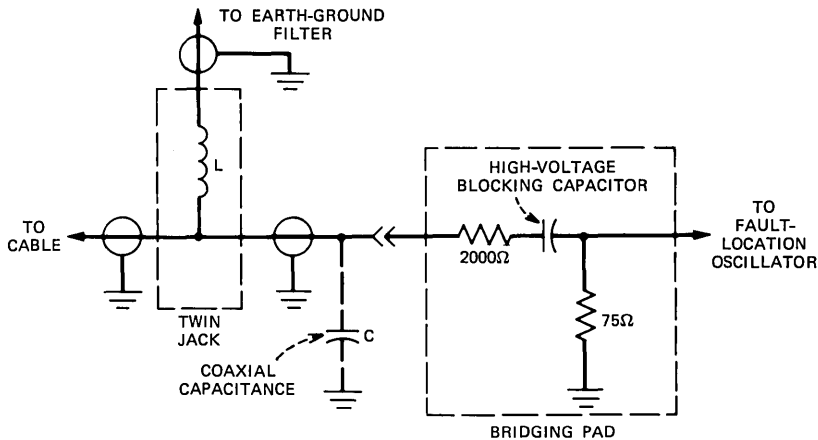 TO EARTH-GROUND
FILTER
L
HIGH-VOLTAGE
BLOCKING CAPACITOR
TO
CABLE
TO
FAULT-
LOCATION
OSCILLATOR
2000Ω
75Ω
TWIN
JACK
C
COAXIAL
CAPACITANCE
BRIDGING PAD